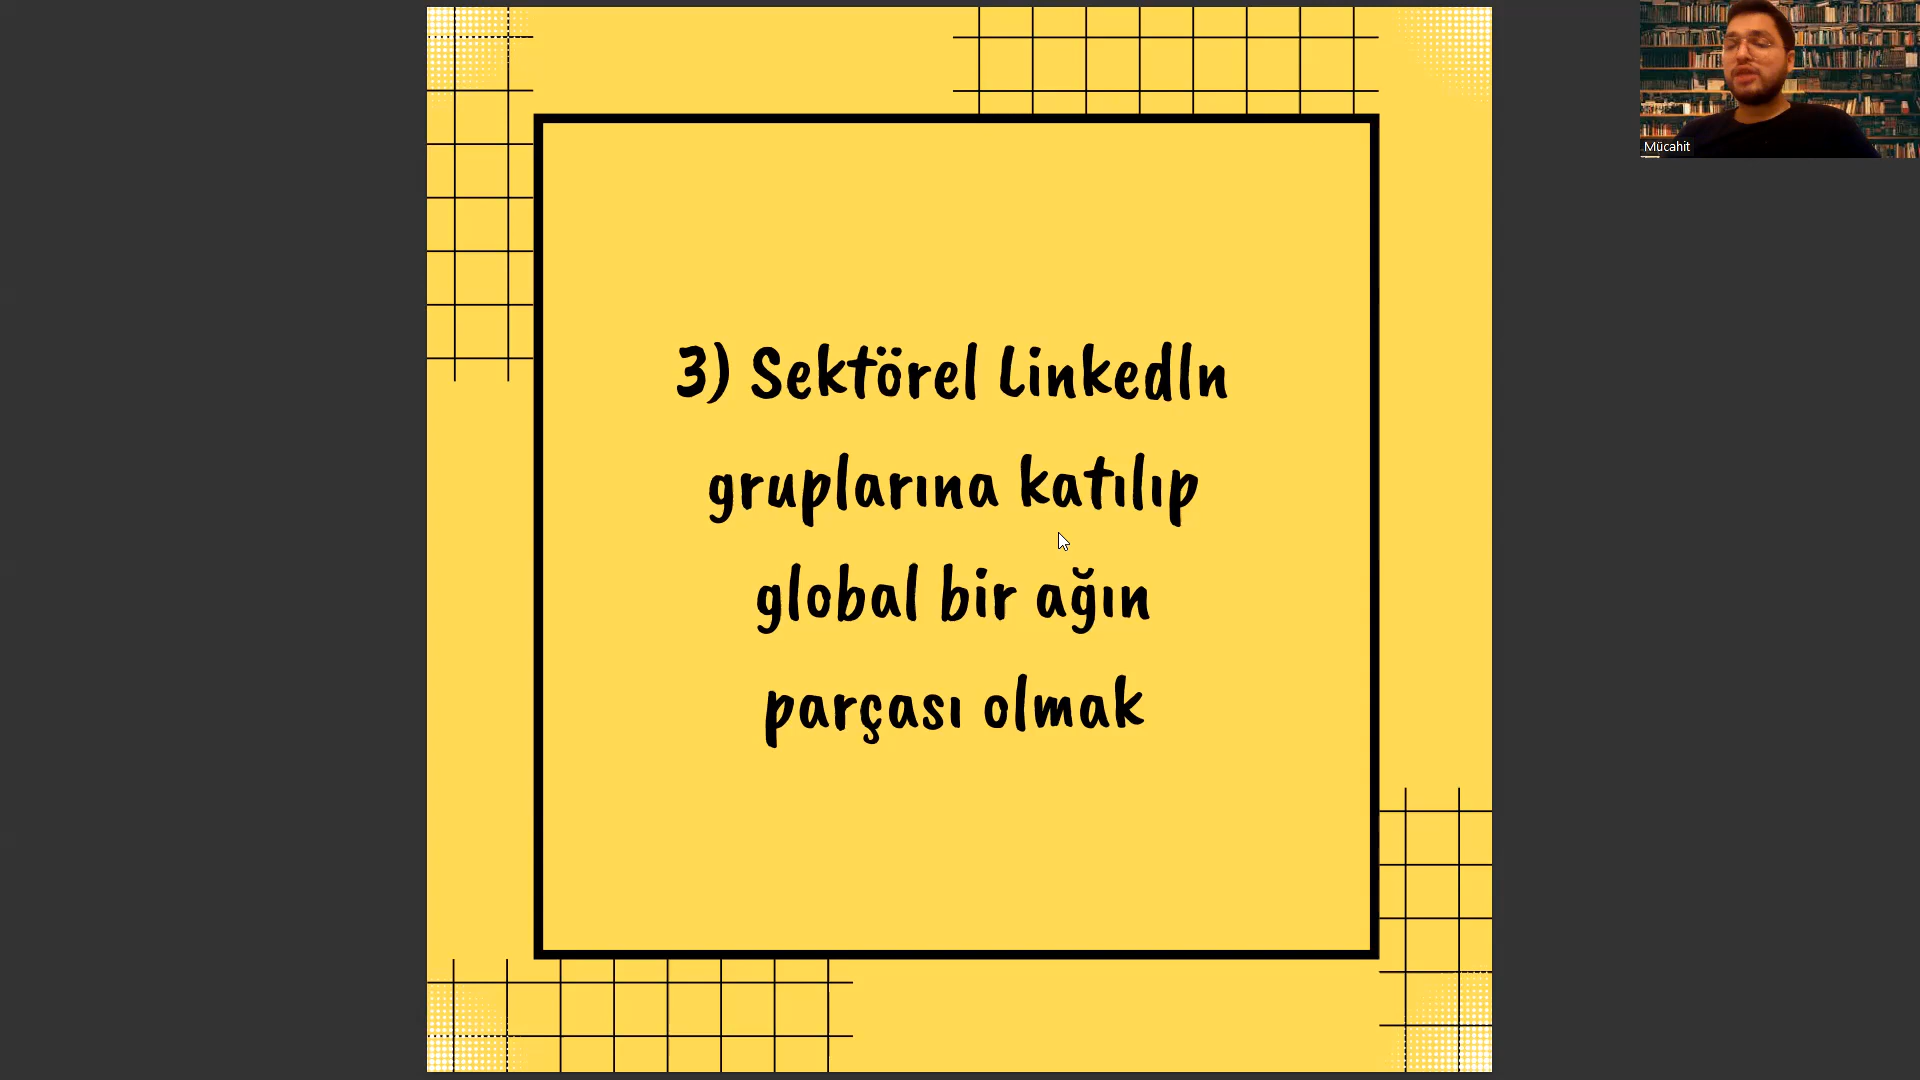 3) Sektörel LinkedIn
gruplarına katılıp
global bir ağın
parçası olmak
Mücahit